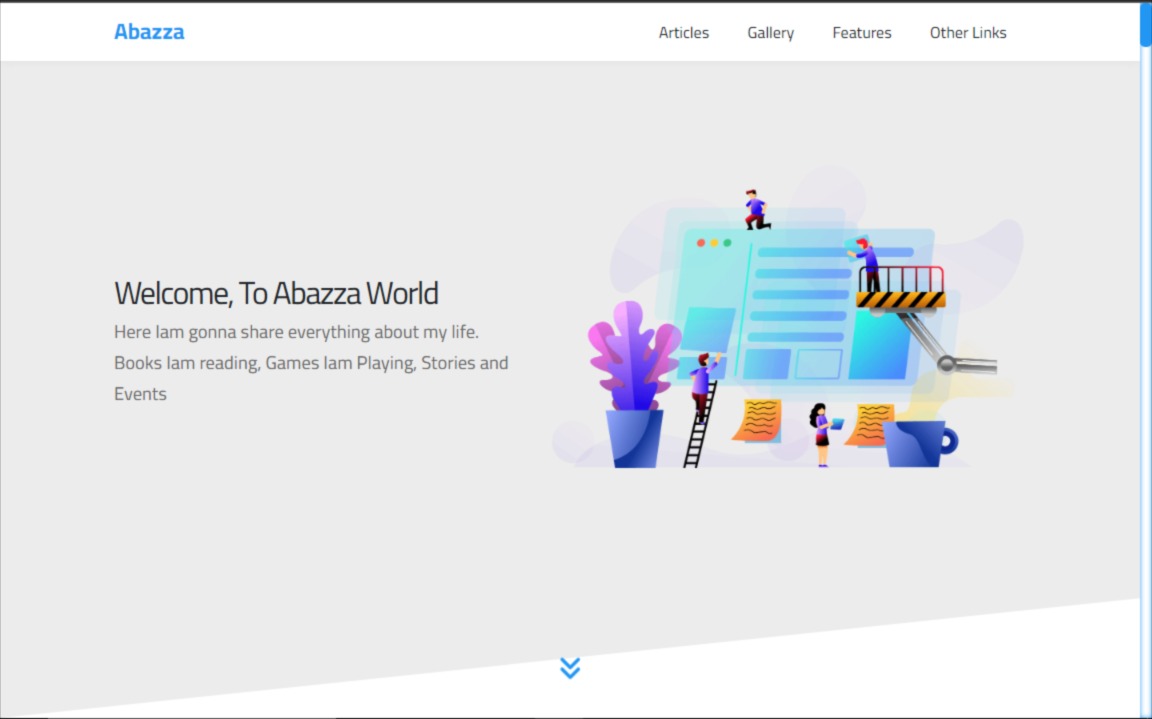 Abazza
Articles Gallery Features Other Links
Welcome, To Abazza World
Here Iam gonna share everything about my life.
Books Iam reading, Games Iam Playing, Stories and
Events